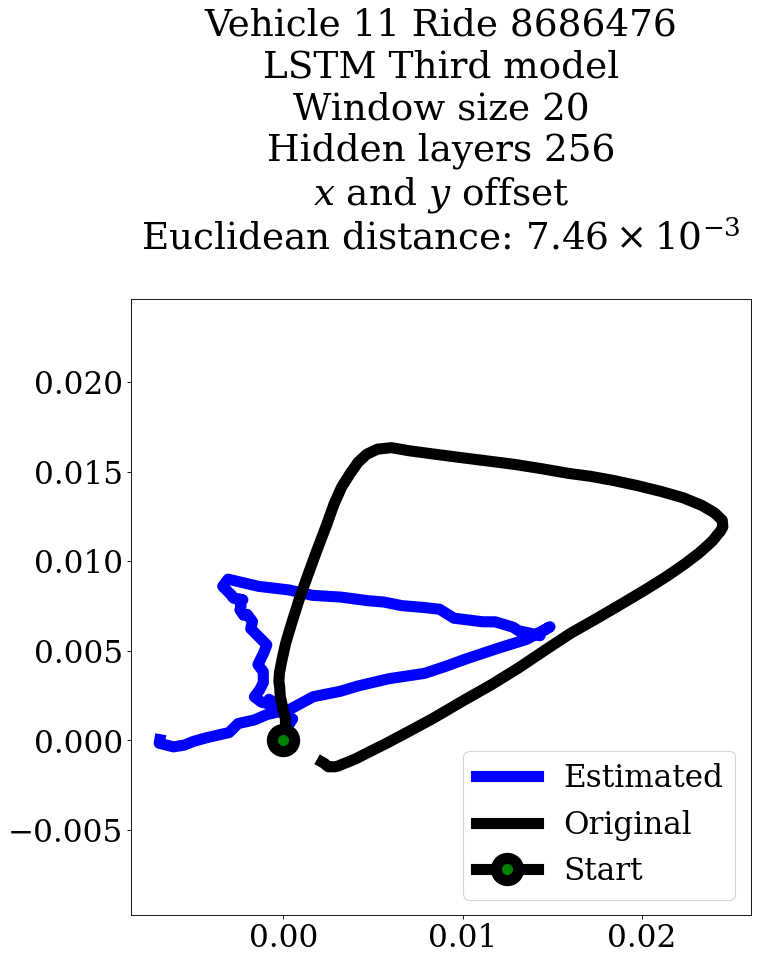 Vehicle 11 Ride 8686476
LSTM Third model
Window size 20
Hidden layers 256
x and y offset
Euclidean distance: 7.46 × 10⁻³
0.020
0.015
0.010
0.005
0.000
−0.005
Estimated
Original
Start
0.00 0.01 0.02